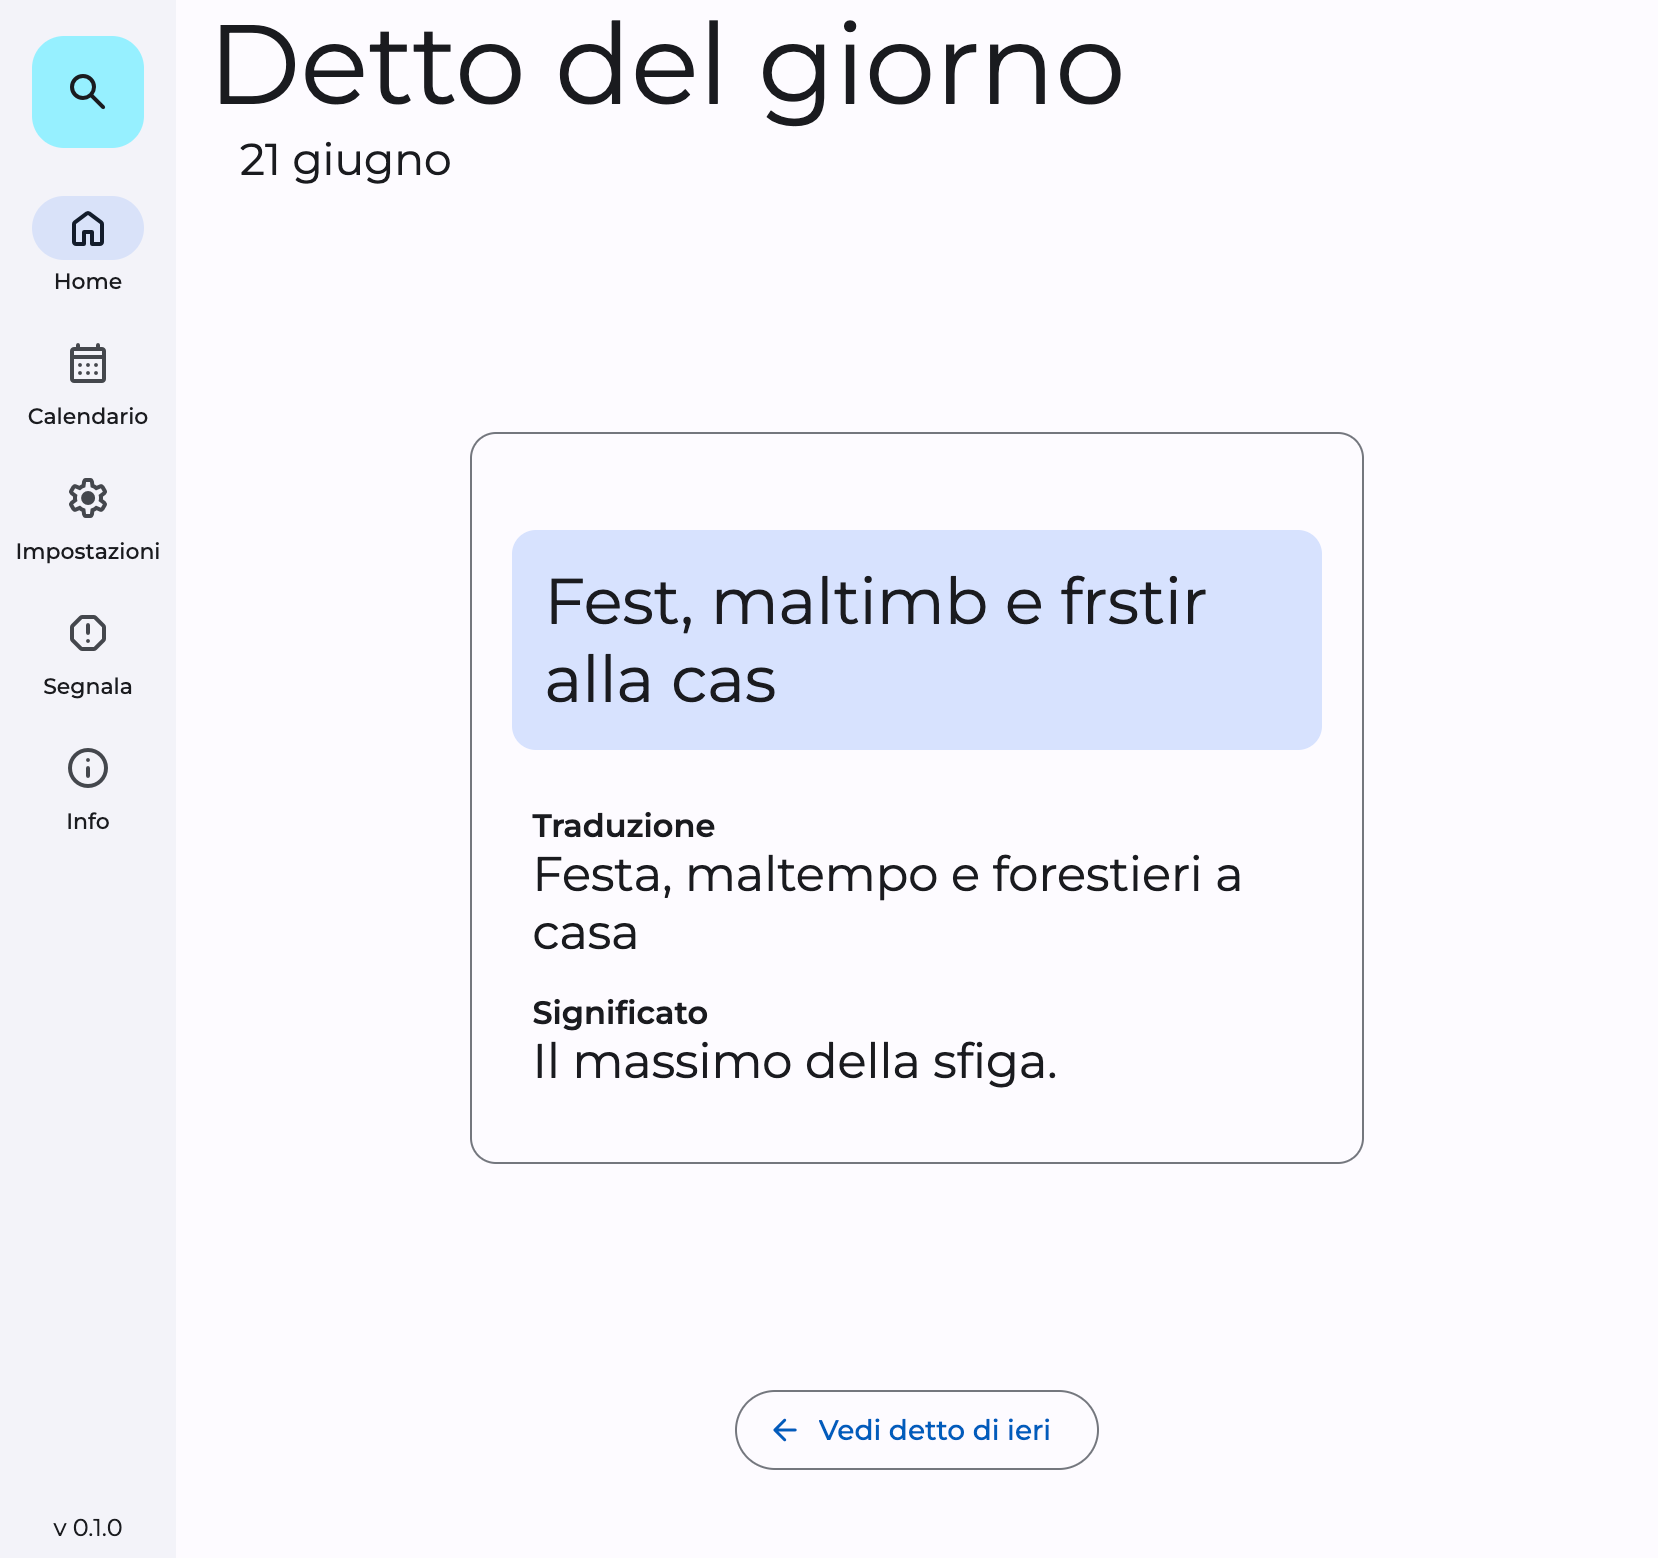 Detto del giorno
21 giugno
Home
Calendario
Impostazioni
Segnala
Info
Fest, maltimb e frstir
alla cas
Traduzione
Festa, maltempo e forestieri a
casa
Significato
Il massimo della sfiga.
Vedi detto di ieri
v 0.1.0